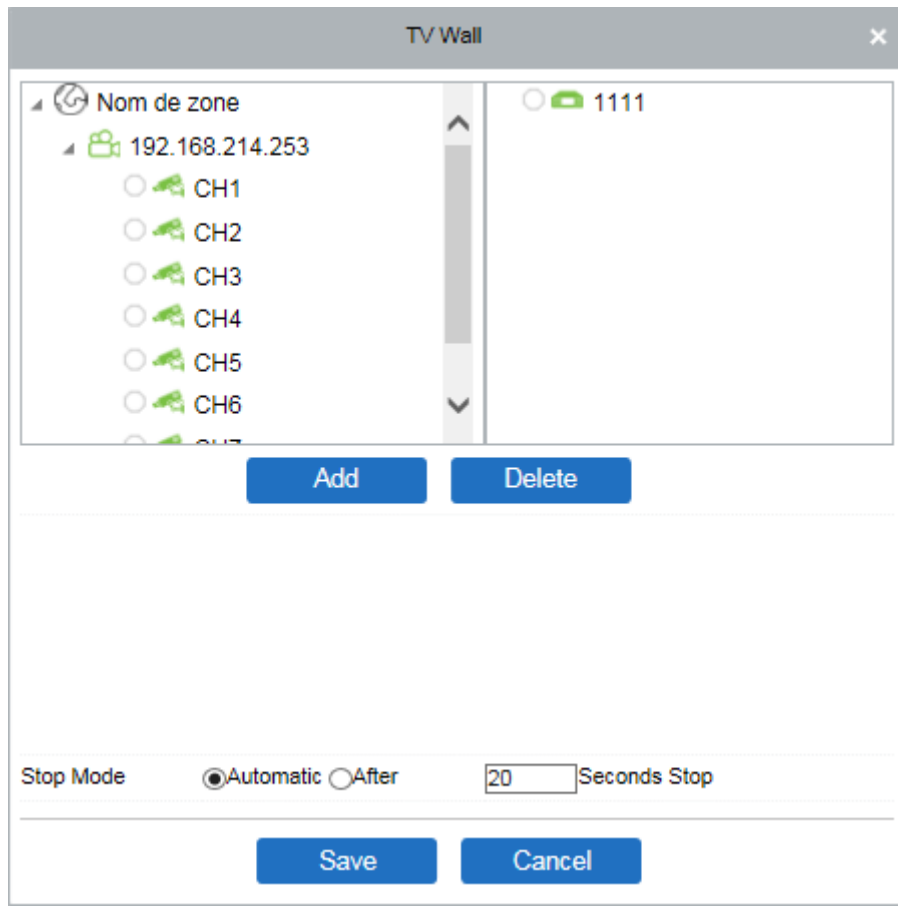 TV Wall
Nom de zone
1111
192.168.214.253
CH1
CH2
CH3
CH4
CH5
CH6
Add Delete
Stop Mode Automatic After 20 Seconds Stop
Save Cancel